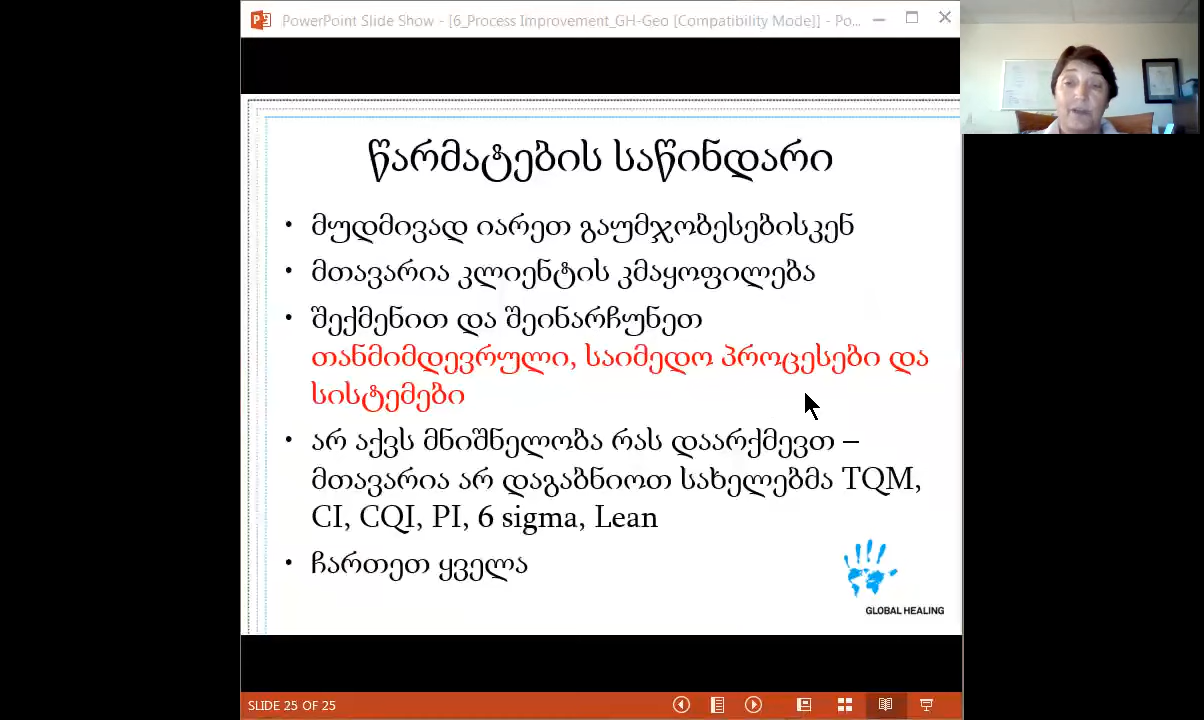 PowerPoint Slide Show - [6_Process Improvement_GH-Geo [Compatibility Mode]] - Po...
წარმატების საწინდარი
• მუდმივად იარეთ გაუმჯობესებისკენ
• მთავარია კლიენტის კმაყოფილება
• შექმენით და შეინარჩუნეთ
თანმიმდევრული, საიმედო პროცესები და
სისტემები
• არ აქვს მნიშნელობა რას დაარქმევთ –
მთავარია არ დაგაბნიოთ სახელებმა TQM,
CI, CQI, PI, 6 sigma, Lean
• ჩართეთ ყველა
GLOBAL HEALING
SLIDE 25 OF 25